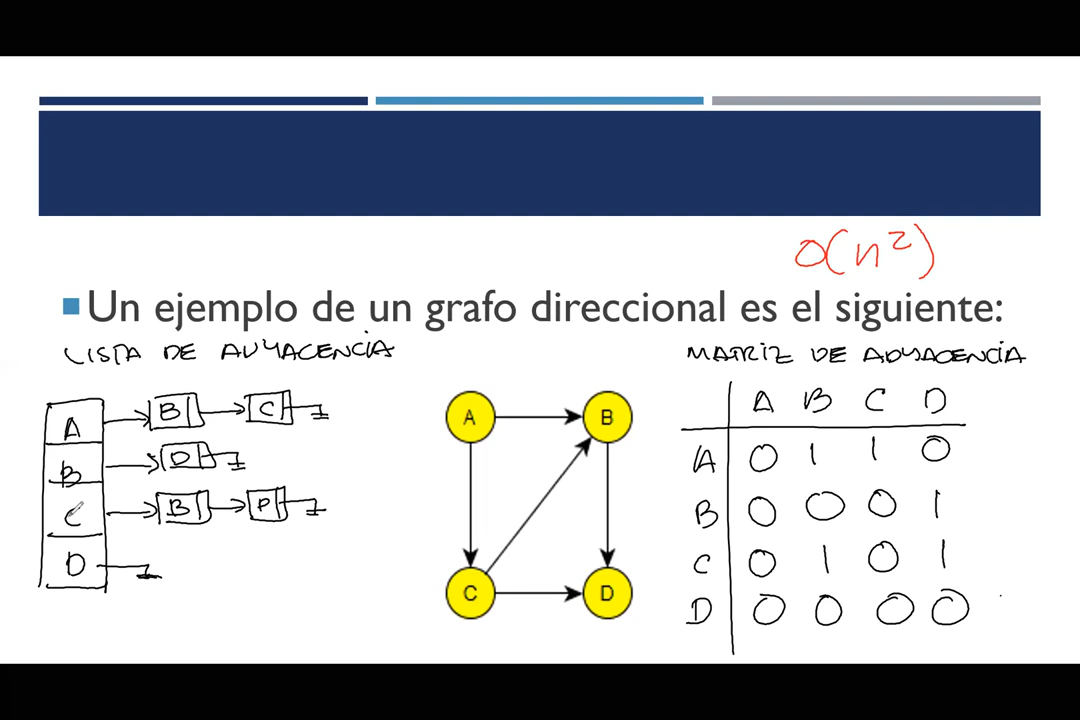 O(n²)
Un ejemplo de un grafo direccional es el siguiente:
LISTA DE ADYACENCIA
A B C
B D
C B D
D
A B
C D
MATRIZ DE ADYACENCIA
A B C D
A 0 1 1 0
B 0 0 0 1
C 0 1 0 1
D 0 0 0 0